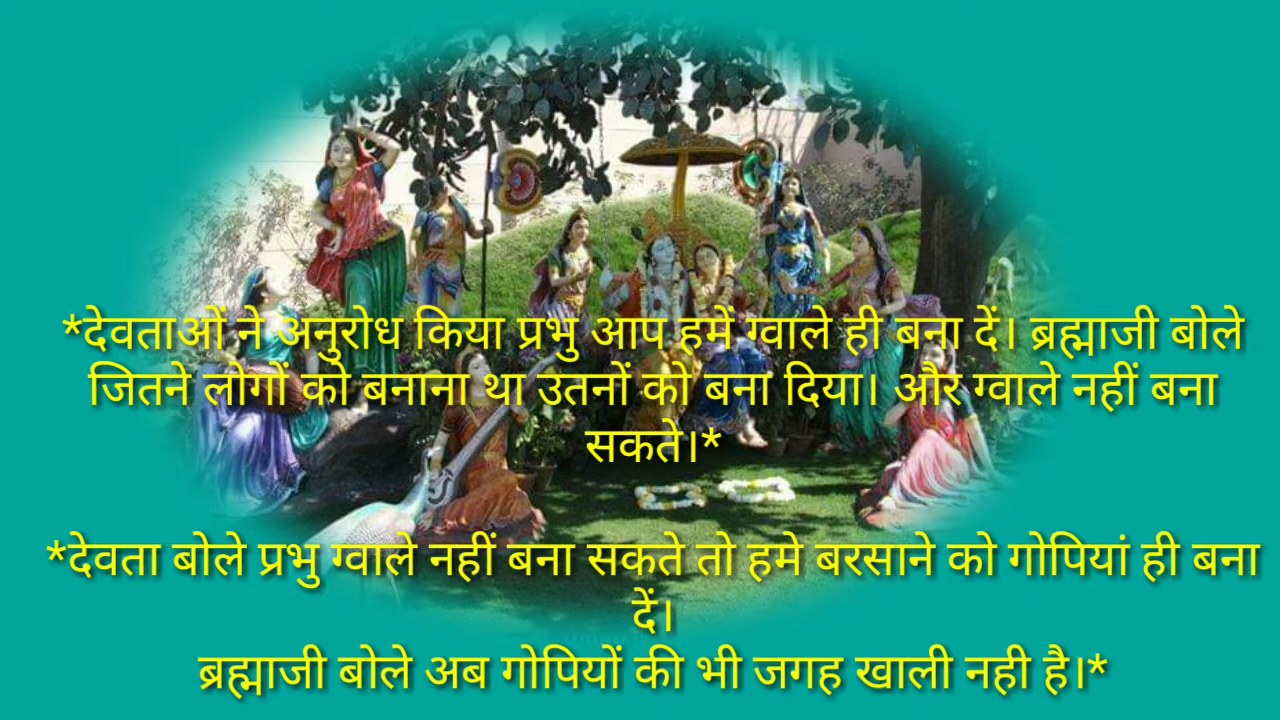 *देवताओं ने अनुरोध किया प्रभु आप हमें ग्वाले ही बना दें। ब्रह्माजी बोले
जितने लोगों को बनाना था उतनों को बना दिया। और ग्वाले नहीं बना
सकते।*
*देवता बोले प्रभु ग्वाले नहीं बना सकते तो हमे बरसाने को गोपियां ही बना
दें।
ब्रह्माजी बोले अब गोपियों की भी जगह खाली नही है।*